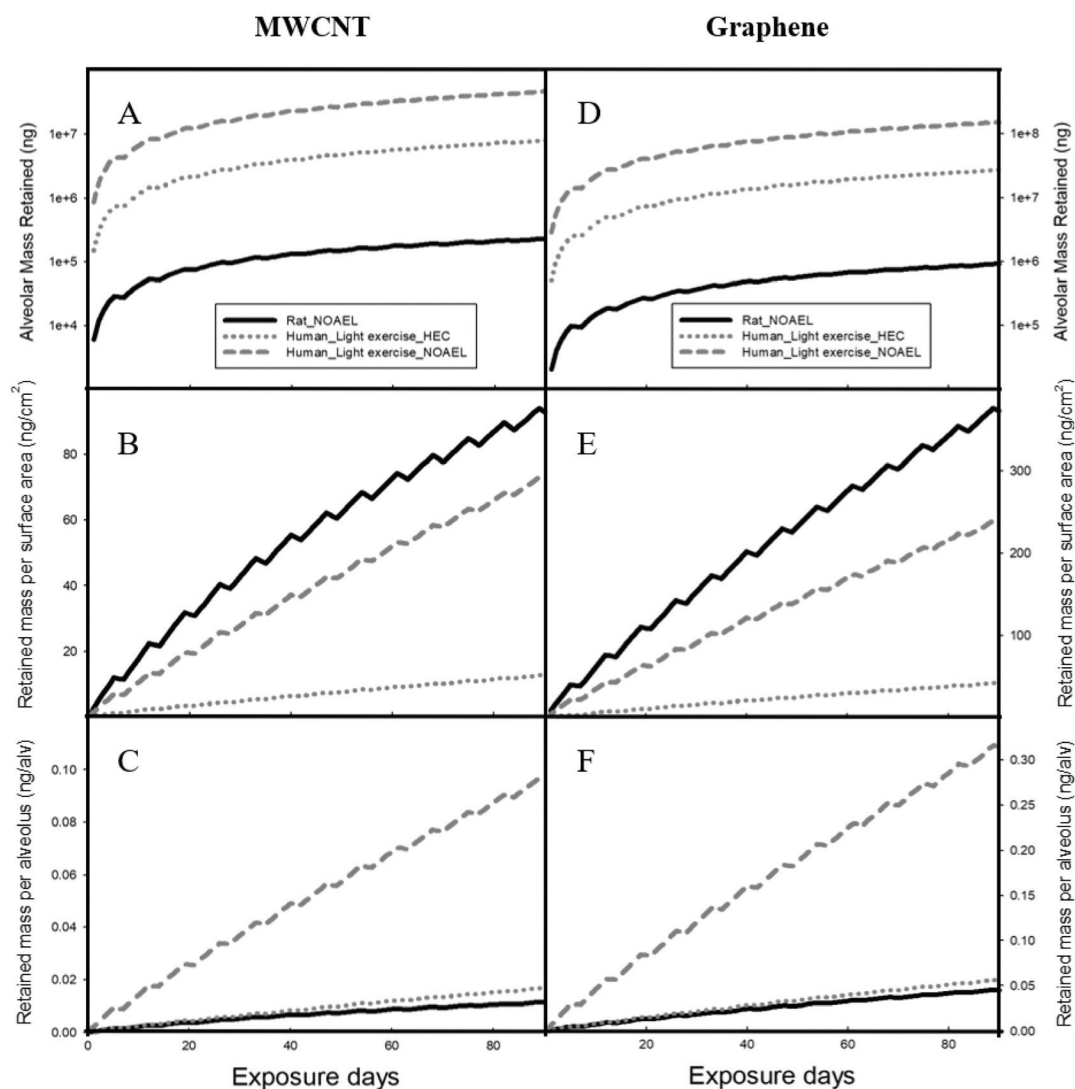 MWCNT
Graphene
A
Alveolar Mass Retained (ng)
1e+7
1e+6
1e+5
1e+4
Rat_NOAEL
Human_Light exercise_HEC
Human_Light exercise_NOAEL
D
Alveolar Mass Retained (ng)
1e+8
1e+7
1e+6
1e+5
Rat_NOAEL
Human_Light exercise_HEC
Human_Light exercise_NOAEL
B
Retained mass per surface area (ng/cm²)
80
60
40
20
E
Retained mass per surface area (ng/cm²)
300
200
100
C
Retained mass per alveolus (ng/alv)
0.10
0.08
0.06
0.04
0.02
0.00
0 20 40 60 80
Exposure days
F
Retained mass per alveolus (ng/alv)
0.30
0.25
0.20
0.15
0.10
0.05
0.00
20 40 60 80
Exposure days